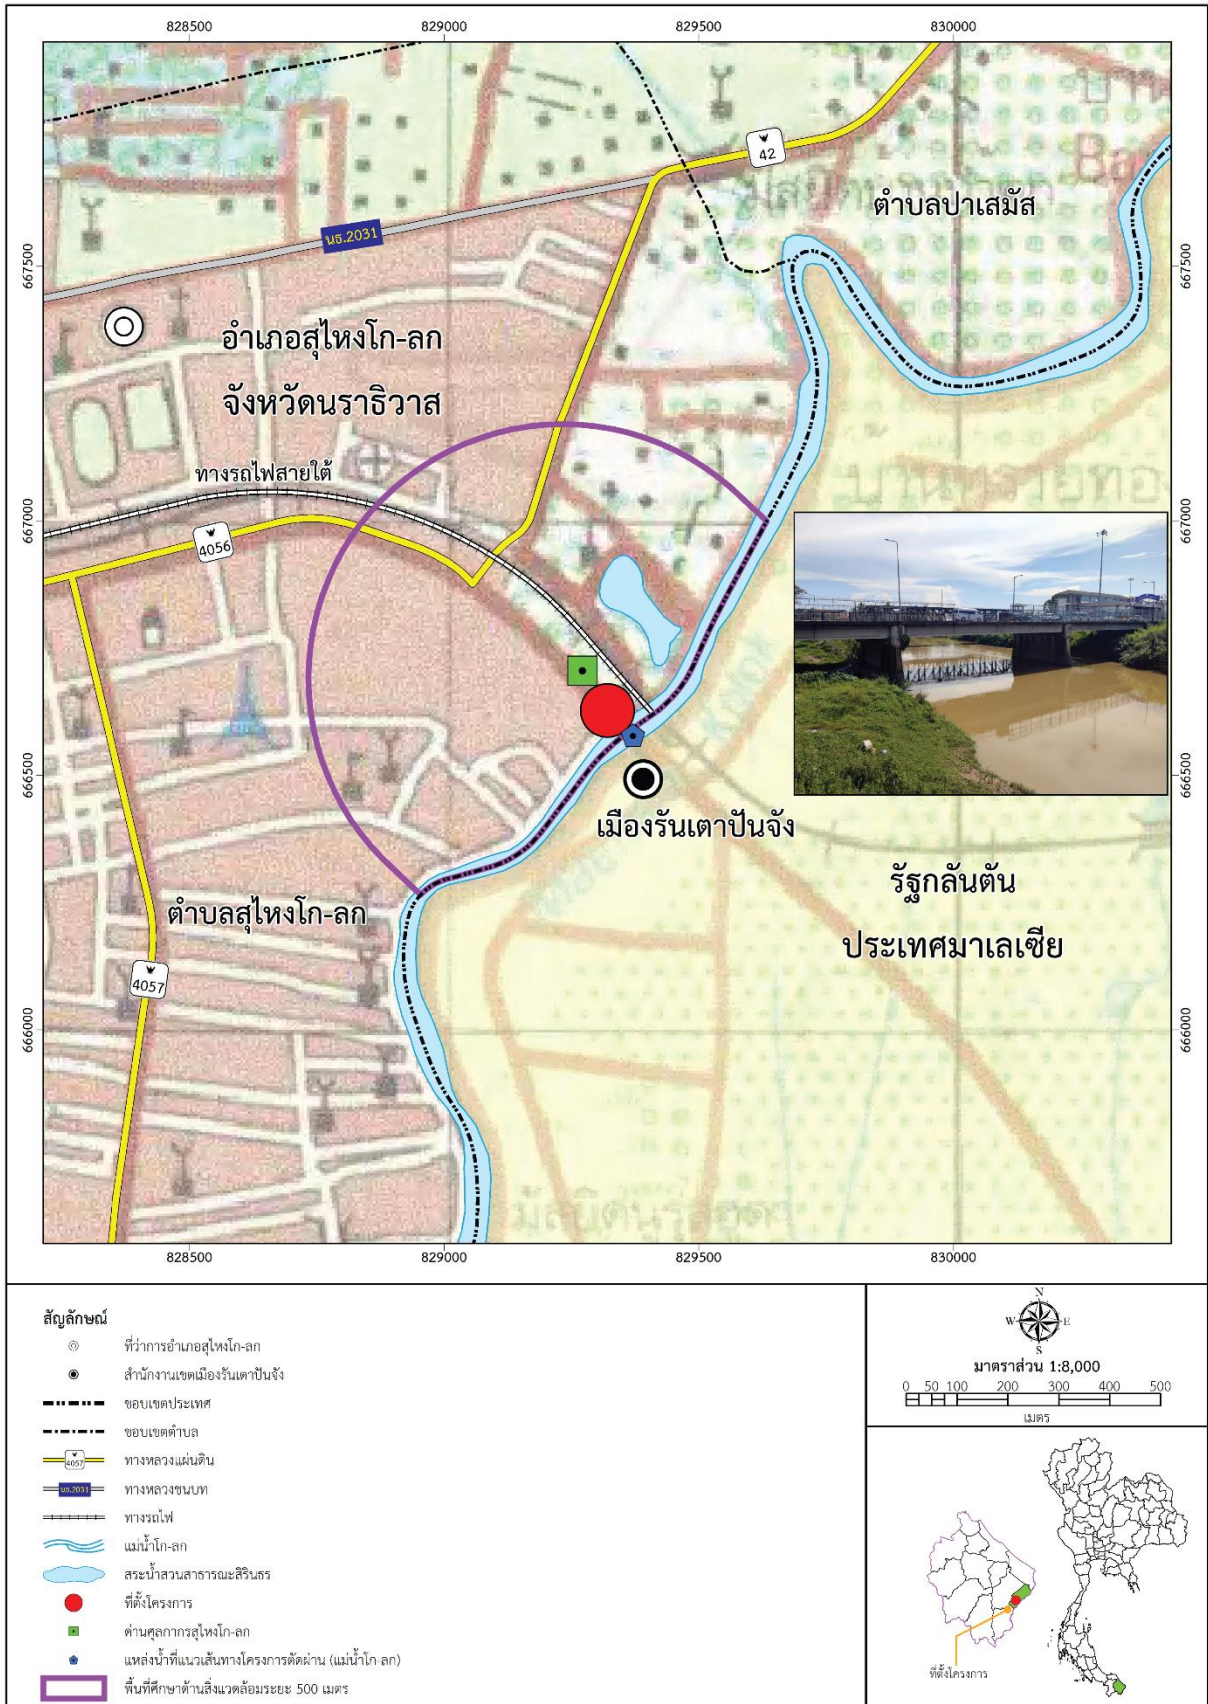 828500
829000
829500
830000
42
ตำบลปาเสมัส
นธ.2031
667500
667500
อำเภอสุไหงโก-ลก
จังหวัดนราธิวาส
ทางรถไฟสายใต้
4056
667000
667000
666500
666500
เมืองรันเตาปันจัง
รัฐกลันตัน
ตำบลสุไหงโก-ลก
ประเทศมาเลเซีย
4057
666000
666000
828500
829000
829500
830000
สัญลักษณ์
ที่ว่าการอำเภอสุไหงโก-ลก
สำนักงานเขตเมืองรันเตาปันจัง
ขอบเขตประเทศ
ขอบเขตตำบล
4057 ทางหลวงแผ่นดิน
นธ.2031 ทางหลวงชนบท
ทางรถไฟ
แม่น้ำโก-ลก
สระน้ำสวนสาธารณะสิรินธร
ที่ตั้งโครงการ
ด่านศุลกากรสุไหงโก-ลก
แหล่งน้ำที่แนวเส้นทางโครงการตัดผ่าน (แม่น้ำโก-ลก)
พื้นที่ศึกษาด้านสิ่งแวดล้อมระยะ 500 เมตร
N
W E
S
มาตราส่วน 1:8,000
0 50 100 200 300 400 500
เมตร
ที่ตั้งโครงการ